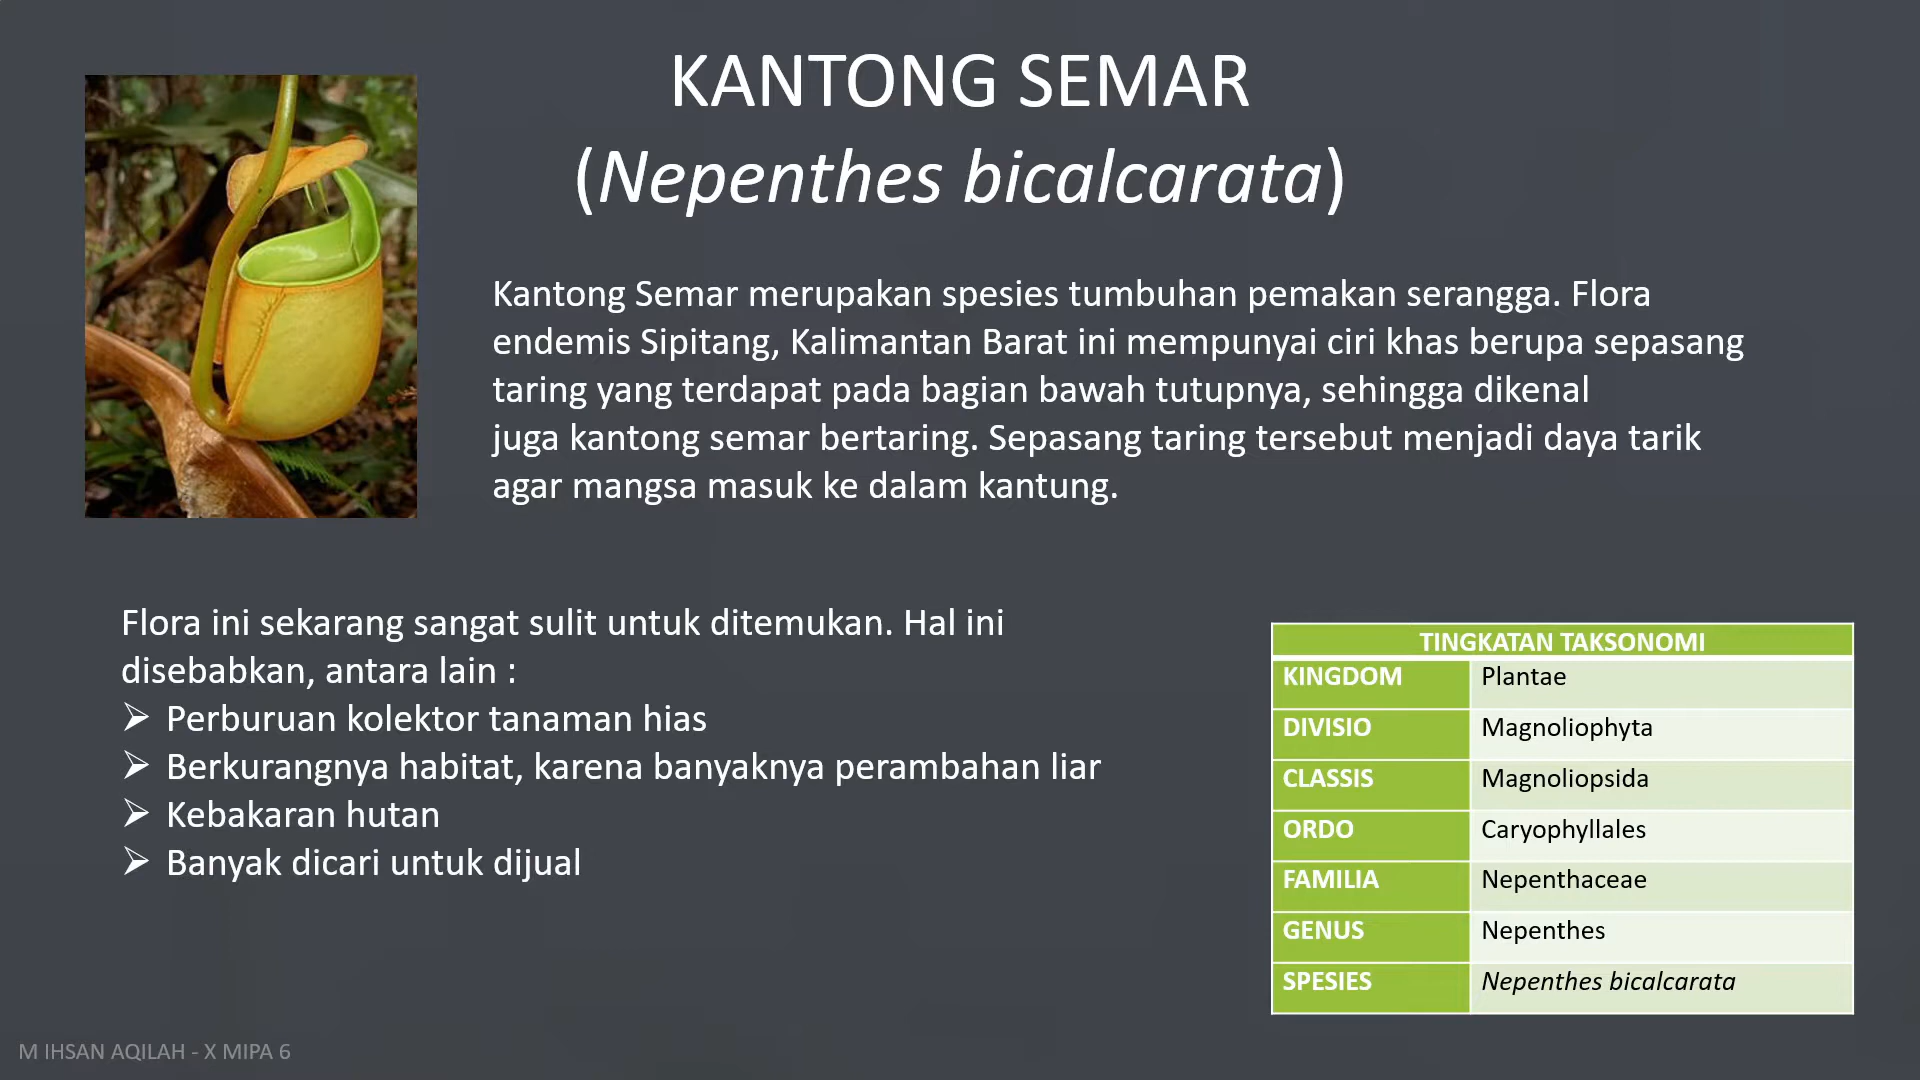 KANTONG SEMAR
(Nepenthes bicalcarata)
Kantong Semar merupakan spesies tumbuhan pemakan serangga. Flora
endemis Sipitang, Kalimantan Barat ini mempunyai ciri khas berupa sepasang
taring yang terdapat pada bagian bawah tutupnya, sehingga dikenal
juga kantong semar bertaring. Sepasang taring tersebut menjadi daya tarik
agar mangsa masuk ke dalam kantung.
Flora ini sekarang sangat sulit untuk ditemukan. Hal ini
disebabkan, antara lain :
➢ Perburuan kolektor tanaman hias
➢ Berkurangnya habitat, karena banyaknya perambahan liar
➢ Kebakaran hutan
➢ Banyak dicari untuk dijual
TINGKATAN TAKSONOMI
KINGDOM Plantae
DIVISIO Magnoliophyta
CLASSIS Magnoliopsida
ORDO Caryophyllales
FAMILIA Nepenthaceae
GENUS Nepenthes
SPESIES Nepenthes bicalcarata
M IHSAN AQILAH - X MIPA 6